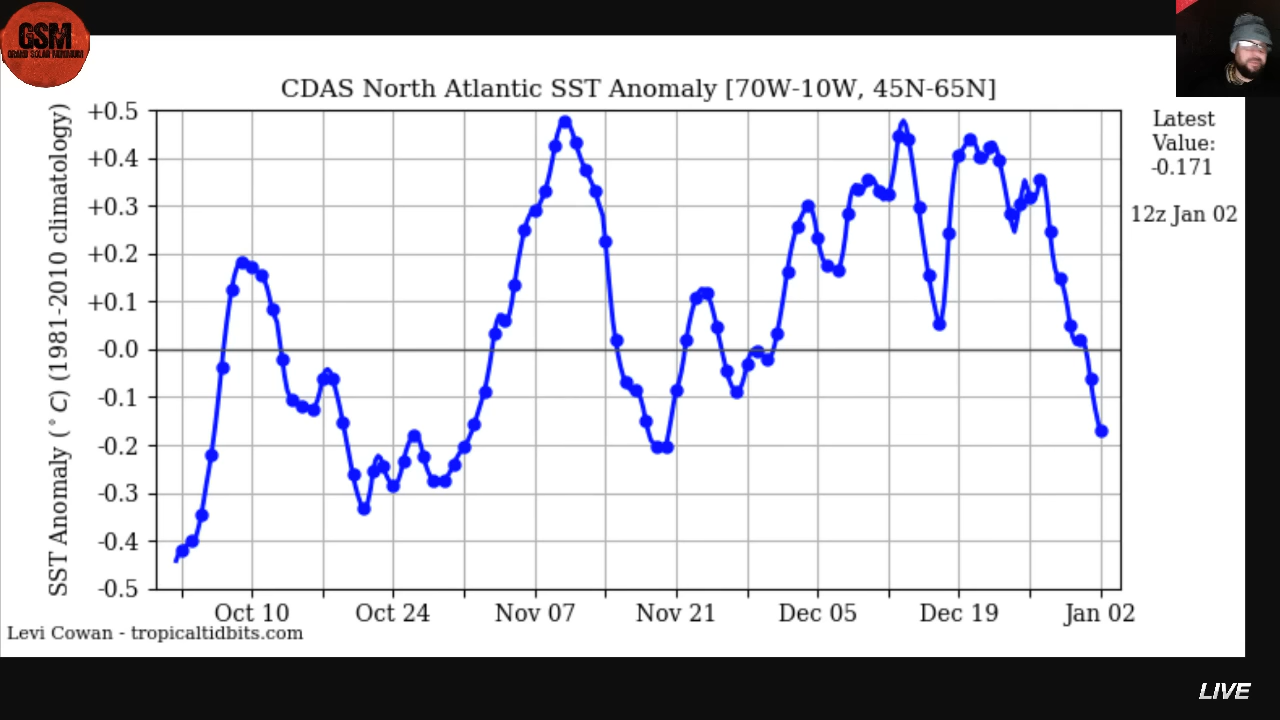 GSM
GRAND SOLAR MINIMUM
CDAS North Atlantic SST Anomaly [70W-10W, 45N-65N]
SST Anomaly (°C) (1981-2010 climatology)
+0.5
+0.4
+0.3
+0.2
+0.1
-0.0
-0.1
-0.2
-0.3
-0.4
-0.5
Oct 10 Oct 24 Nov 07 Nov 21 Dec 05 Dec 19 Jan 02
Latest
Value:
-0.171
12z Jan 02
Levi Cowan - tropicaltidbits.com
LIVE